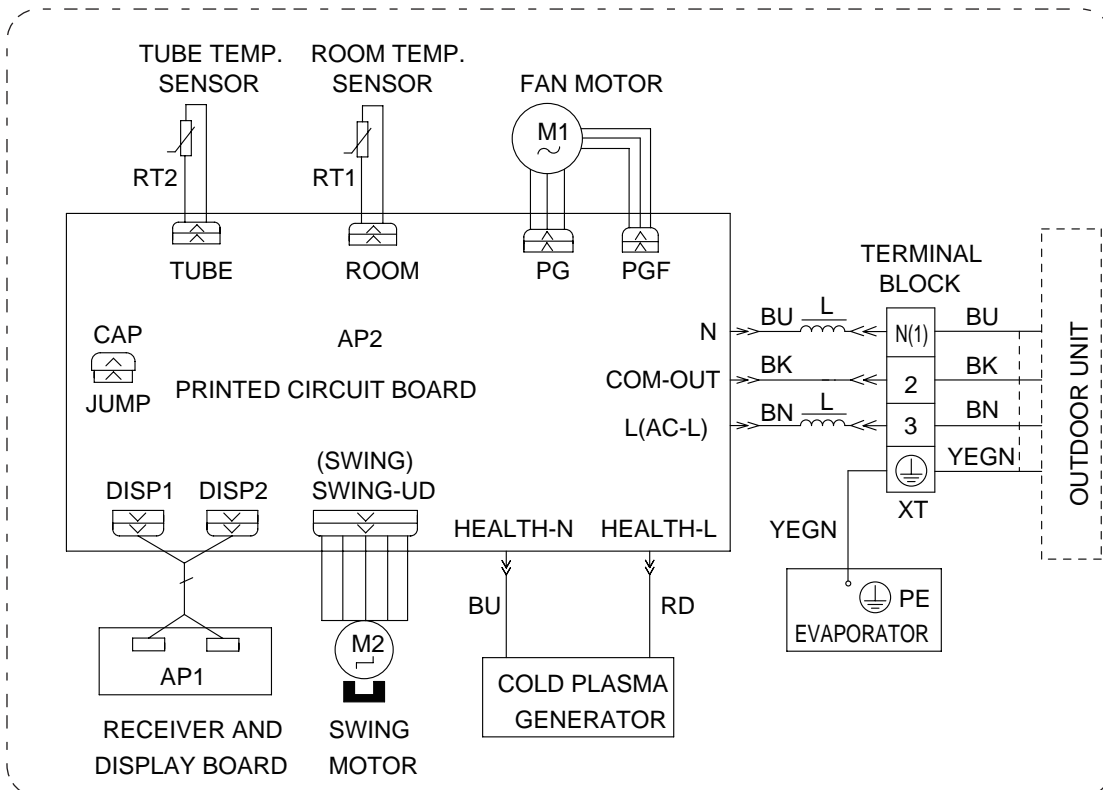 TUBE TEMP.
SENSOR
ROOM TEMP.
SENSOR
FAN MOTOR
M1
RT2
RT1
TUBE
ROOM
PG
PGF
TERMINAL
BLOCK
CAP
JUMP
AP2
PRINTED CIRCUIT BOARD
N
BU
L
N(1)
BU
COM-OUT
BK
2
BK
L(AC-L)
BN
L
3
BN
YEGN
XT
OUTDOOR UNIT
DISP1
DISP2
(SWING)
SWING-UD
HEALTH-N
HEALTH-L
YEGN
BU
RD
PE
EVAPORATOR
AP1
M2
COLD PLASMA
GENERATOR
RECEIVER AND
DISPLAY BOARD
SWING
MOTOR